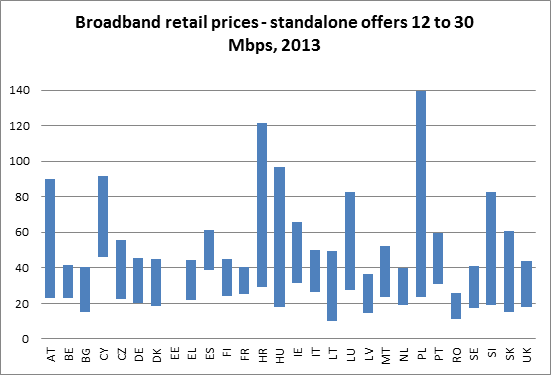 Broadband retail prices - standalone offers 12 to 30
Mbps, 2013
140
120
100
80
60
40
20
0
AT BE BG CY CZ DE DK EE EL ES FI FR HR HU IE IT LT LU LV MT NL PL PT RO SE SI SK UK